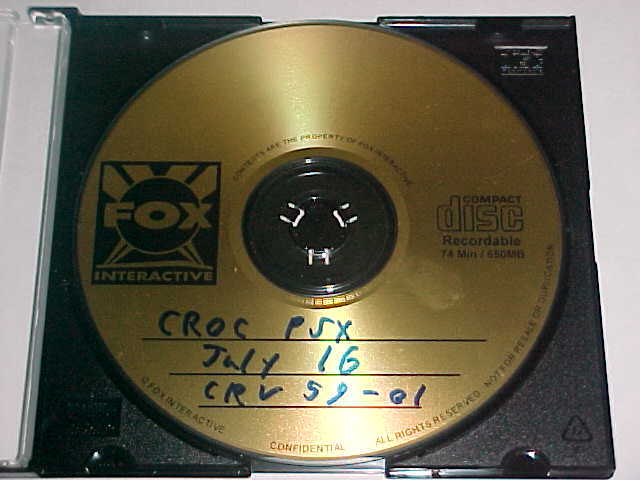 CONTENTS ARE THE PROPERTY OF FOX INTERACTIVE
FOX
INTERACTIVE
COMPACT
disc
Recordable
74 Min / 650MB
CROC PSX
July 16
CRV 59-01
© FOX INTERACTIVE
CONFIDENTIAL
ALL RIGHTS RESERVED
NOT FOR RESALE OR DUPLICATION